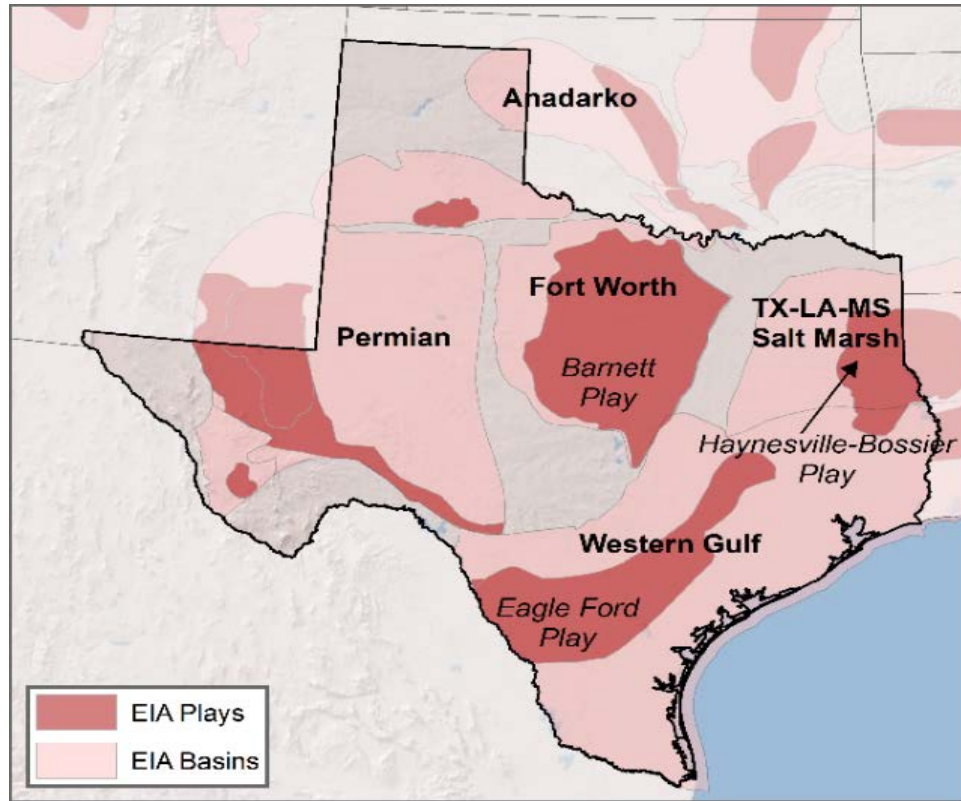 Anadarko
Fort Worth
TX-LA-MS
Salt Marsh
Permian
Barnett
Play
Haynesville-Bossier
Play
Western Gulf
Eagle Ford
Play
EIA Plays
EIA Basins